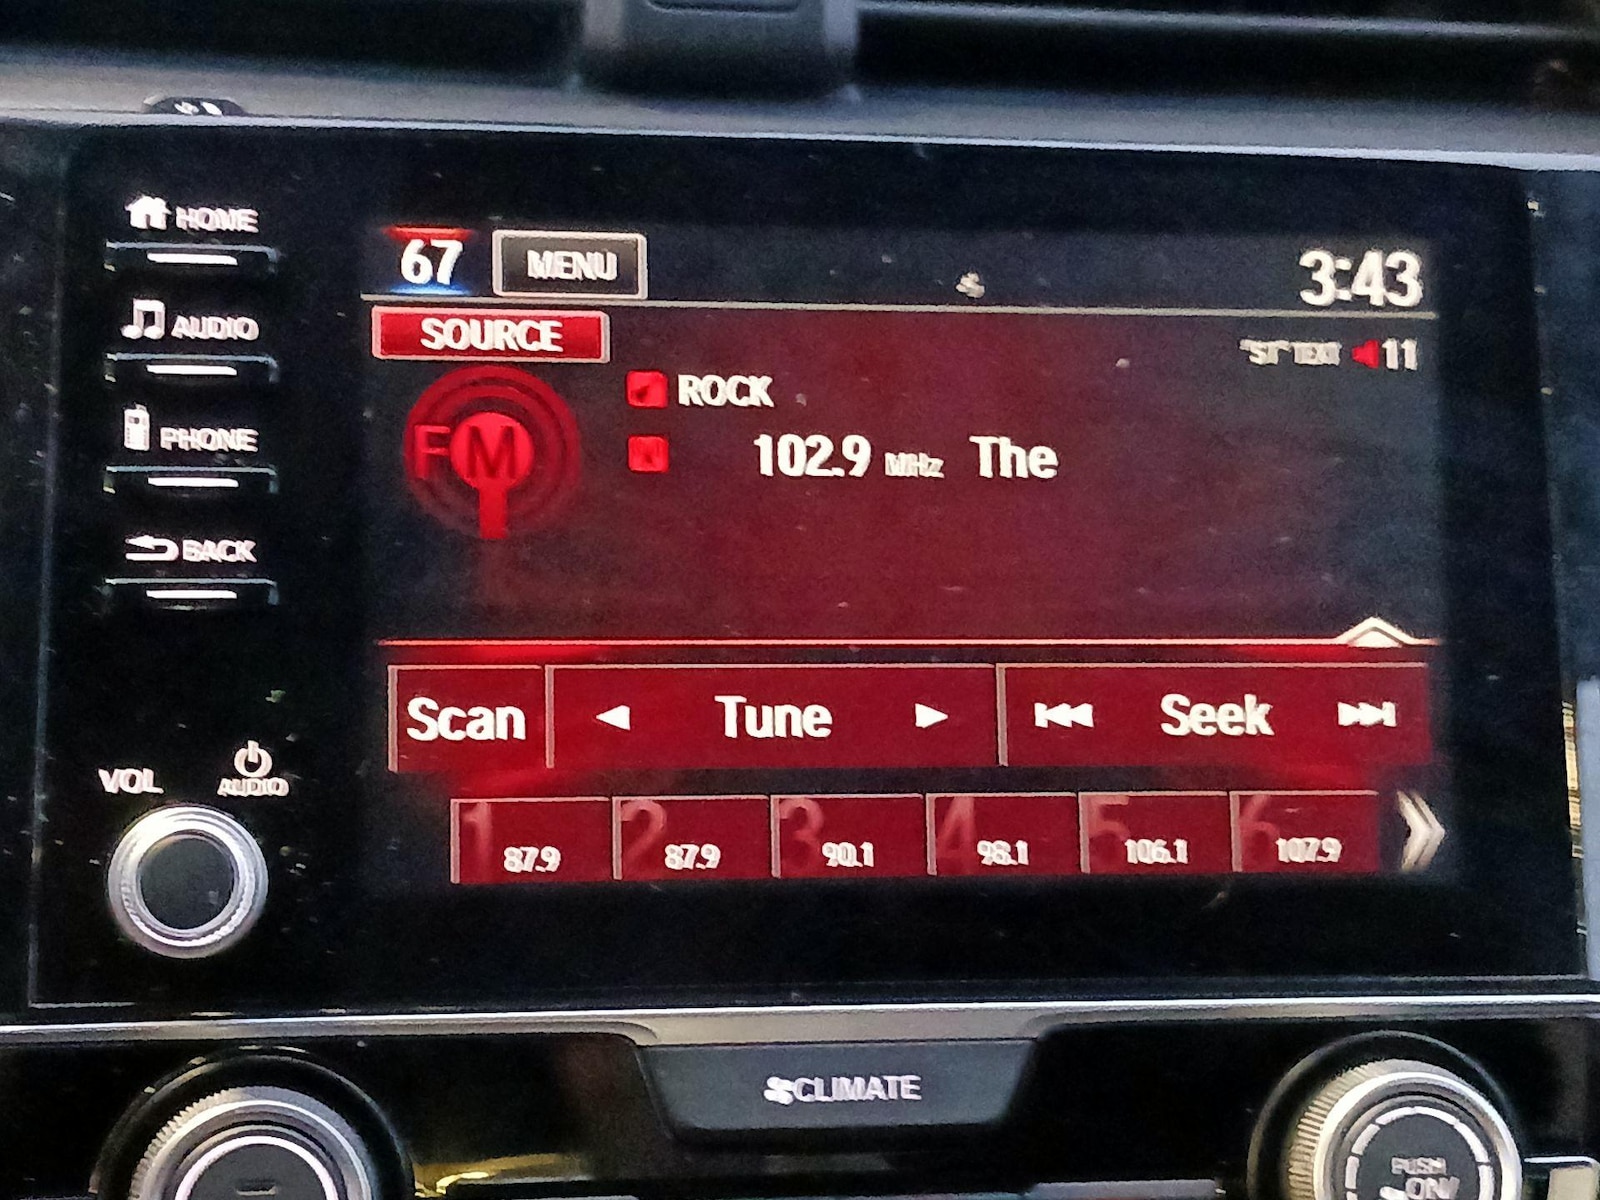 HOME
67 MENU 3:43
SOURCE
"ST" TEXT 11
AUDIO
FM
ROCK
102.9 MHz The
PHONE
BACK
Scan Tune Seek
VOL AUDIO
1 87.9 2 87.9 3 90.1 4 98.1 5 106.1 6 107.9
CLIMATE
PUSH
ON/